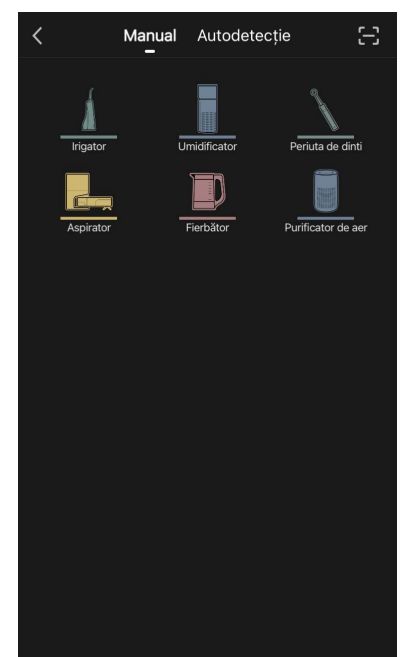 Manual Autodetecție
Irigator Umidificator Periuta de dinti
Aspirator Fierbător Purificator de aer